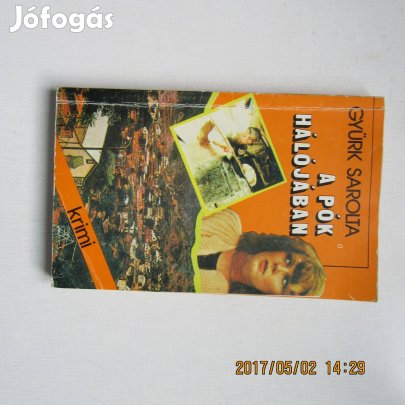 Jófogás
GYÜRK SAROLTA
A PÓK
HÁLÓJÁBAN
krimi
2017/05/02 14:29